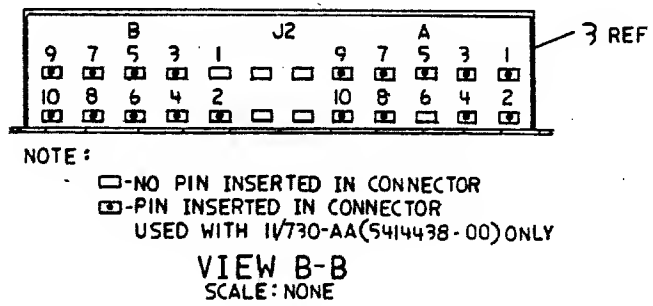 B J2 A
3 REF
9 7 5 3 1 9 7 5 3 1
10 8 6 4 2 10 8 6 4 2
NOTE:
-NO PIN INSERTED IN CONNECTOR
-PIN INSERTED IN CONNECTOR
USED WITH 11/730-AA(5414438-00) ONLY
VIEW B-B
SCALE: NONE